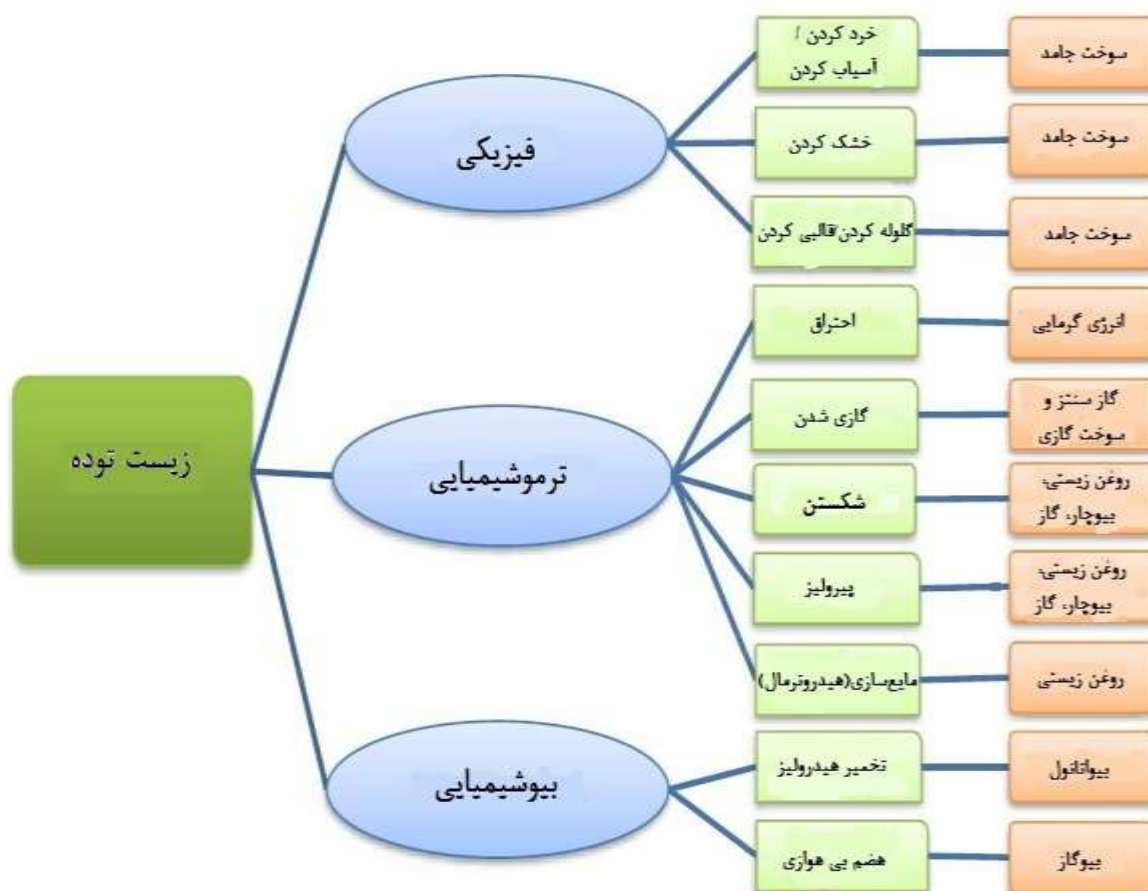 زیست توده
فیزیکی
خرد کردن /
آسیاب کردن
سوخت جامد
خشک کردن
سوخت جامد
گلوله کردن/قالبی کردن
سوخت جامد
ترموشیمیایی
احتراق
انرژی گرمایی
گازی شدن
گاز سنتز و
سوخت گازی
شکستن
روغن زیستی،
بیوچار، گاز
پیرولیز
روغن زیستی،
بیوچار، گاز
مایع‌سازی(هیدروترمال)
روغن زیستی
بیوشیمیایی
تخمیر هیدرولیز
بیواتانول
هضم بی هوازی
بیوگاز